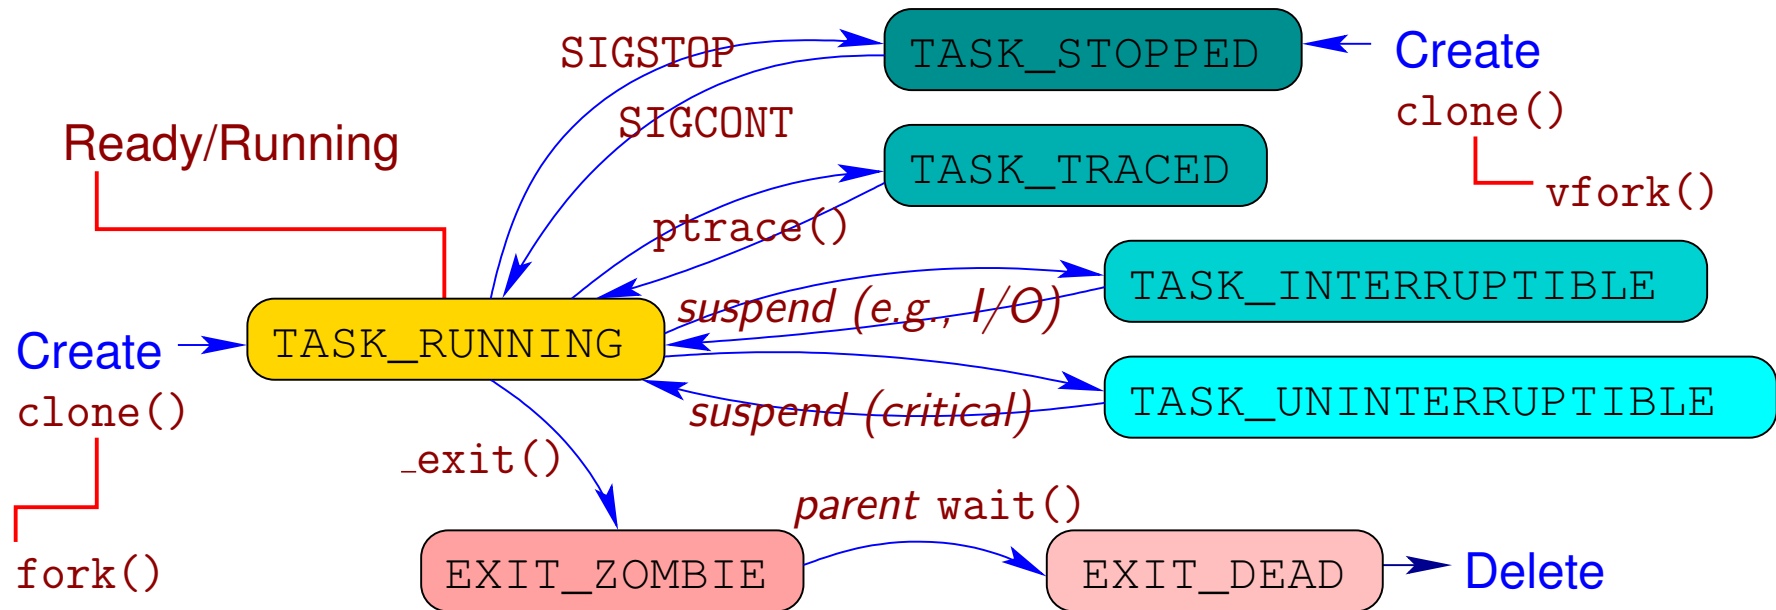 SIGSTOP
TASK_STOPPED
Create
clone()
SIGCONT
Ready/Running
TASK_TRACED
vfork()
ptrace()
TASK_INTERRUPTIBLE
suspend (e.g., I/O)
Create
TASK_RUNNING
clone()
suspend (critical)
TASK_UNINTERRUPTIBLE
_exit()
parent wait()
fork()
EXIT_ZOMBIE
EXIT_DEAD
Delete